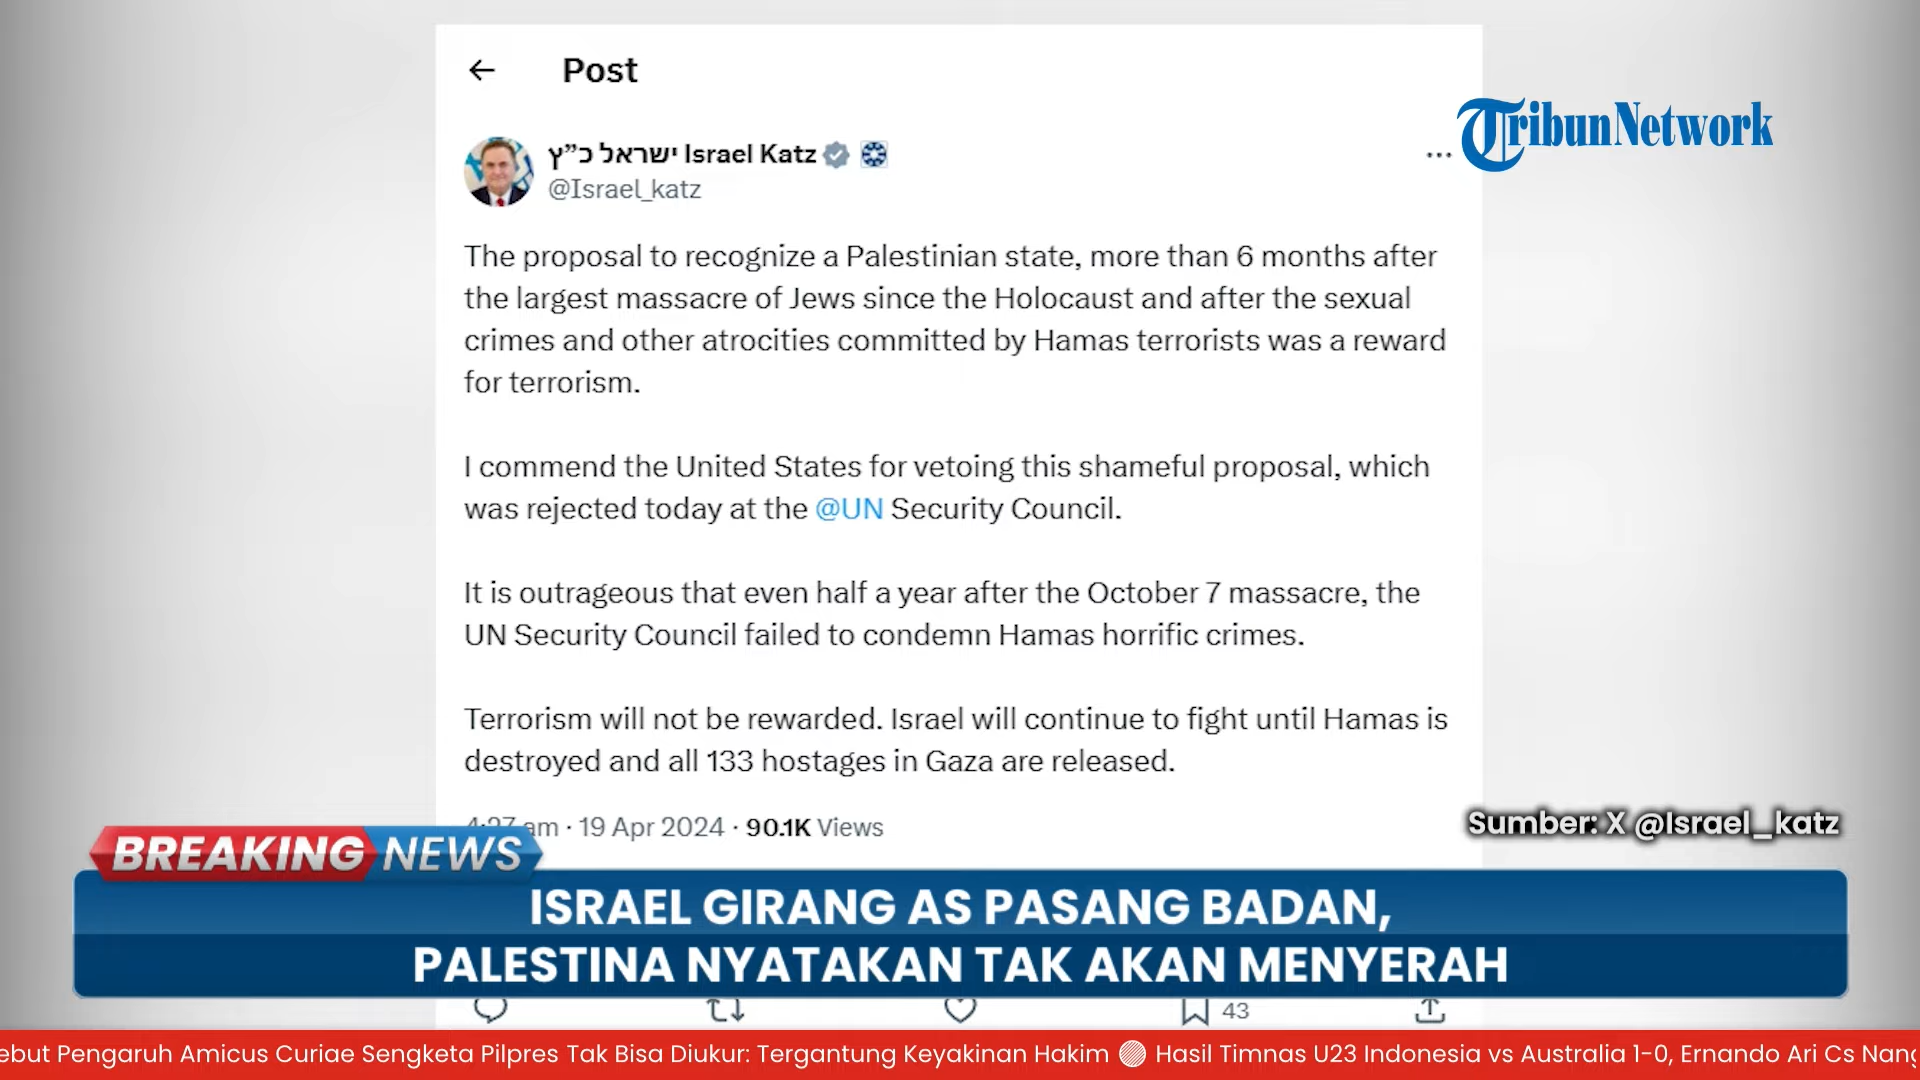 Post
TribunNetwork
ישראל כ”ץ Israel Katz
@Israel_katz
The proposal to recognize a Palestinian state, more than 6 months after
the largest massacre of Jews since the Holocaust and after the sexual
crimes and other atrocities committed by Hamas terrorists was a reward
for terrorism.
I commend the United States for vetoing this shameful proposal, which
was rejected today at the @UN Security Council.
It is outrageous that even half a year after the October 7 massacre, the
UN Security Council failed to condemn Hamas horrific crimes.
Terrorism will not be rewarded. Israel will continue to fight until Hamas is
destroyed and all 133 hostages in Gaza are released.
4:27 am · 19 Apr 2024 · 90.1K Views
Sumber: X @Israel_katz
BREAKING NEWS
ISRAEL GIRANG AS PASANG BADAN,
PALESTINA NYATAKAN TAK AKAN MENYERAH
43
ebut Pengaruh Amicus Curiae Sengketa Pilpres Tak Bisa Diukur: Tergantung Keyakinan Hakim Hasil Timnas U23 Indonesia vs Australia 1-0, Ernando Ari Cs Nang